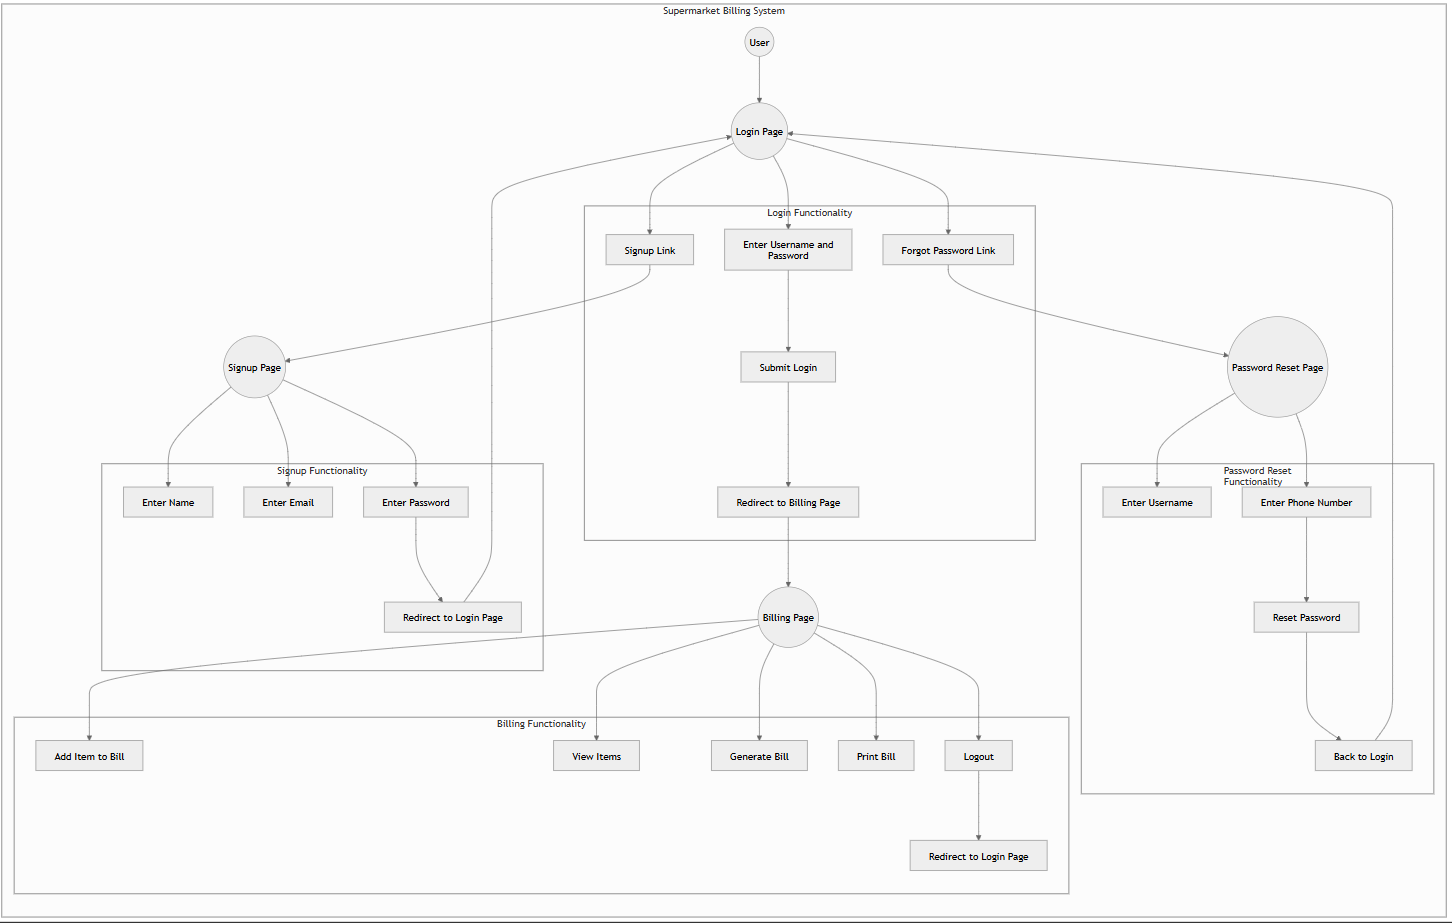 Supermarket Billing System
User
Login Page
Login Functionality
Signup Link
Enter Username and
Password
Forgot Password Link
Signup Page
Submit Login
Password Reset Page
Signup Functionality
Password Reset
Functionality
Enter Name
Enter Email
Enter Password
Redirect to Billing Page
Enter Username
Enter Phone Number
Redirect to Login Page
Billing Page
Reset Password
Billing Functionality
Add Item to Bill
View Items
Generate Bill
Print Bill
Logout
Back to Login
Redirect to Login Page